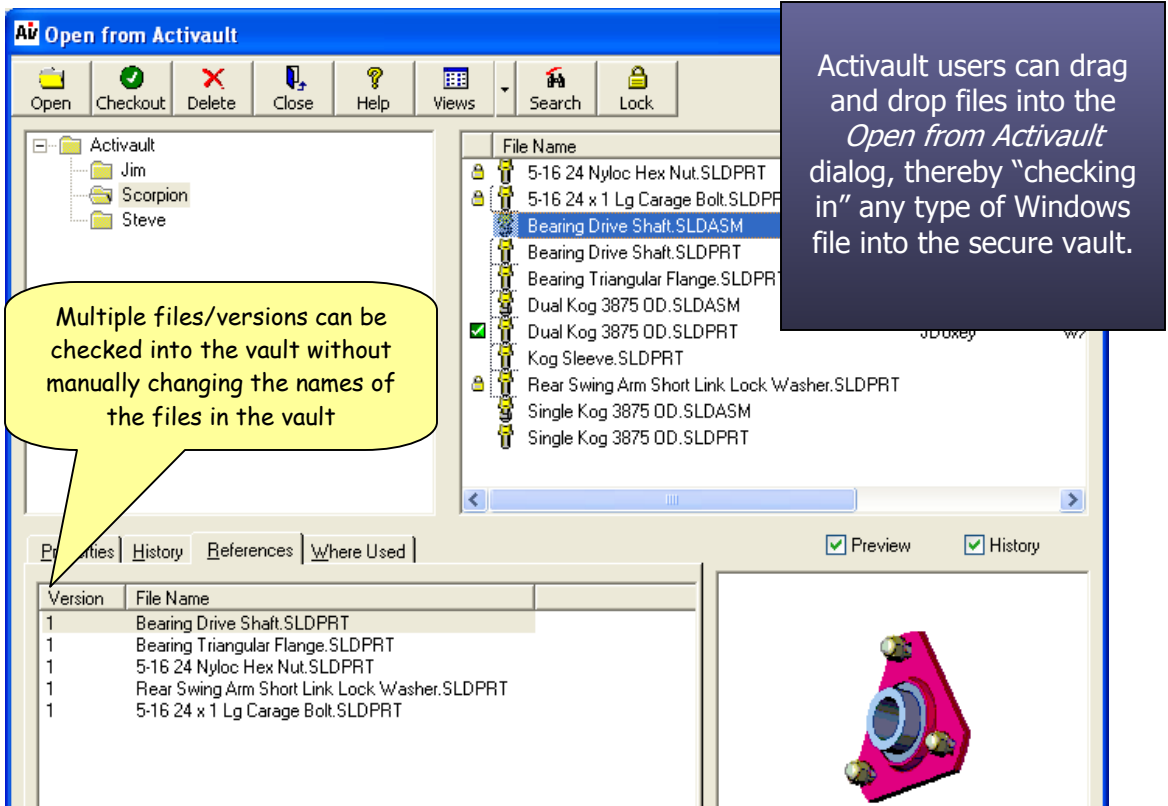 Open from Activault
Activault users can drag
and drop files into the
Open from Activault
dialog, thereby “checking
in” any type of Windows
file into the secure vault.
Open Checkout Delete Close Help Views Search Lock
Activault
Jim
Scorpion
Steve
File Name
5-16 24 Nyloc Hex Nut.SLDPRT
5-16 24 x 1 Lg Carage Bolt.SLDPR
Bearing Drive Shaft.SLDASM
Bearing Drive Shaft.SLDPRT
Bearing Triangular Flange.SLDPR
Dual Kog 3875 OD.SLDASM
Dual Kog 3875 OD.SLDPRT JDoxey
Kog Sleeve.SLDPRT
Rear Swing Arm Short Link Lock Washer.SLDPRT
Single Kog 3875 OD.SLDASM
Single Kog 3875 OD.SLDPRT
Multiple files/versions can be
checked into the vault without
manually changing the names of
the files in the vault
History References Where Used
Preview History
Version File Name
1 Bearing Drive Shaft.SLDPRT
1 Bearing Triangular Flange.SLDPRT
1 5-16 24 Nyloc Hex Nut.SLDPRT
1 Rear Swing Arm Short Link Lock Washer.SLDPRT
1 5-16 24 x 1 Lg Carage Bolt.SLDPRT